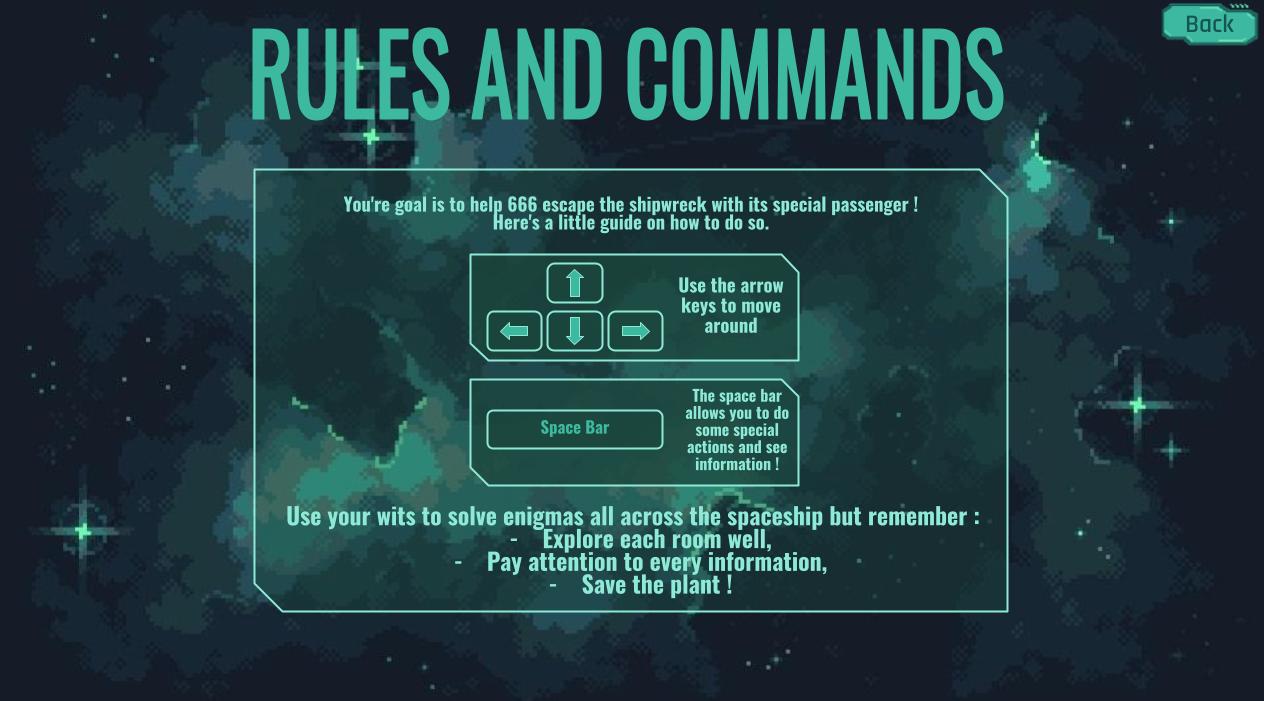 Back
RULES AND COMMANDS
You're goal is to help 666 escape the shipwreck with its special passenger !
Here's a little guide on how to do so.
Use the arrow
keys to move
around
Space Bar
The space bar
allows you to do
some special
actions and see
information !
Use your wits to solve enigmas all across the spaceship but remember :
- Explore each room well,
- Pay attention to every information,
- Save the plant !